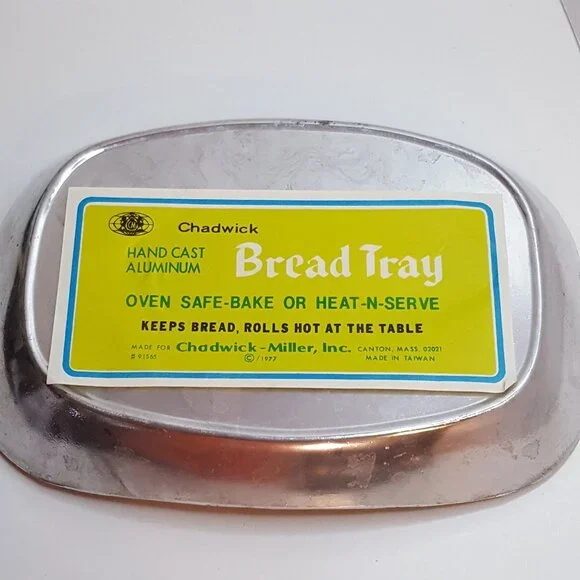 Chadwick
HAND CAST
ALUMINUM
Bread Tray
OVEN SAFE-BAKE OR HEAT-N-SERVE
KEEPS BREAD, ROLLS HOT AT THE TABLE
MADE FOR Chadwick-Miller, Inc. CANTON, MASS. 02021
# 91565 ©/1977 MADE IN TAIWAN